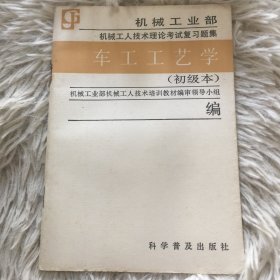 机械工业部
机械工人技术理论考试复习题集
车工工艺学
(初级本)
机械工业部机械工人技术培训教材编审领导小组
编
科学普及出版社